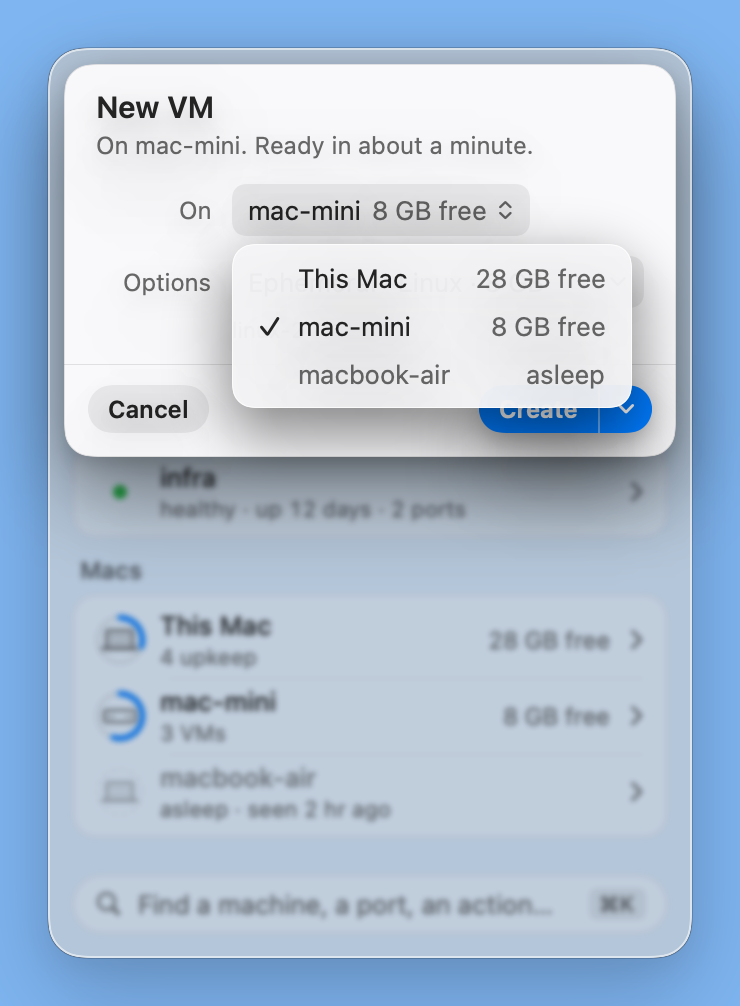 New VM
On mac-mini. Ready in about a minute.
On mac-mini 8 GB free
Options
This Mac 28 GB free
mac-mini 8 GB free
macbook-air asleep
Cancel Create
infra
healthy · up 12 days · 2 ports
Macs
This Mac 28 GB free
4 upkeep
mac-mini 8 GB free
3 VMs
macbook-air
asleep · seen 2 hr ago
Find a machine, a port, an action... ⌘K